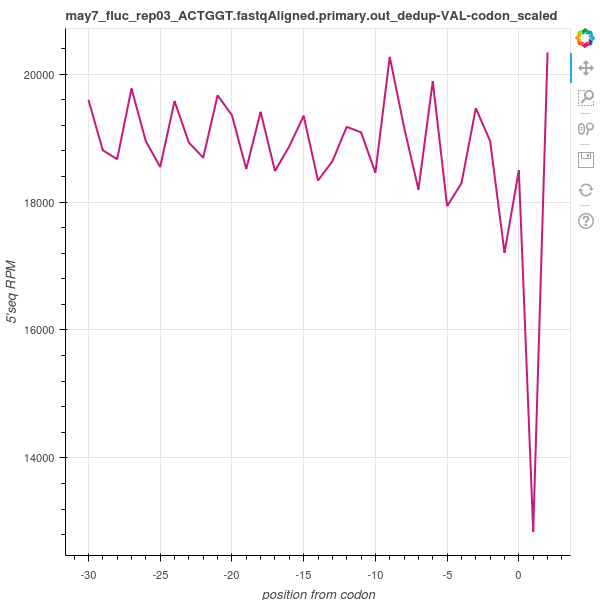 may7_fluc_rep03_ACTGGT.fastqAligned.primary.out_dedup-VAL-codon_scaled
20000
18000
16000
14000
5'seq RPM
-30 -25 -20 -15 -10 -5 0
position from codon